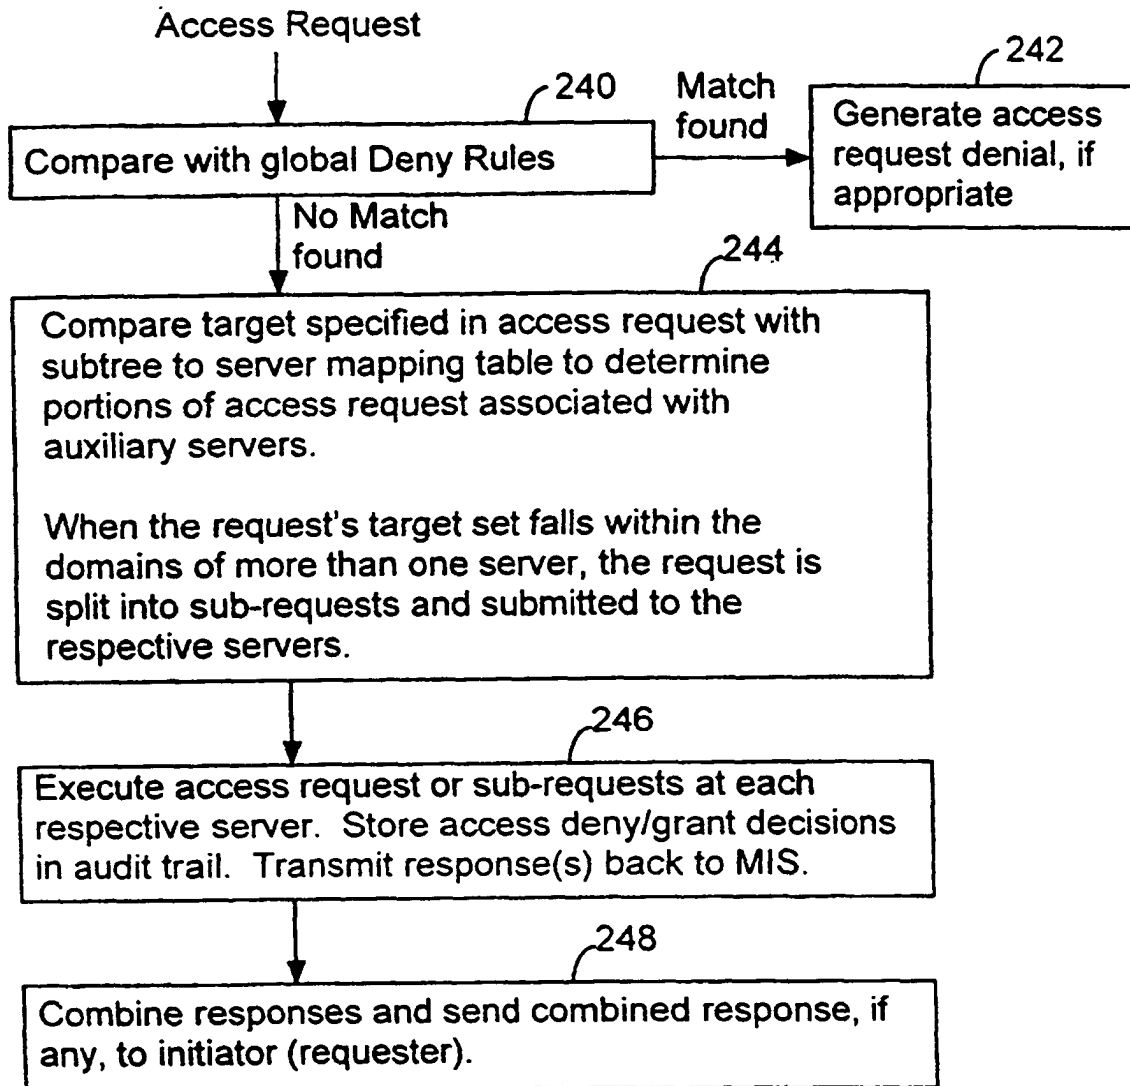 Access Request
240
Match
found
242
Generate access
request denial, if
appropriate
Compare with global Deny Rules
No Match
found
244
Compare target specified in access request with
subtree to server mapping table to determine
portions of access request associated with
auxiliary servers.
When the request's target set falls within the
domains of more than one server, the request is
split into sub-requests and submitted to the
respective servers.
246
Execute access request or sub-requests at each
respective server. Store access deny/grant decisions
in audit trail. Transmit response(s) back to MIS.
248
Combine responses and send combined response, if
any, to initiator (requester).